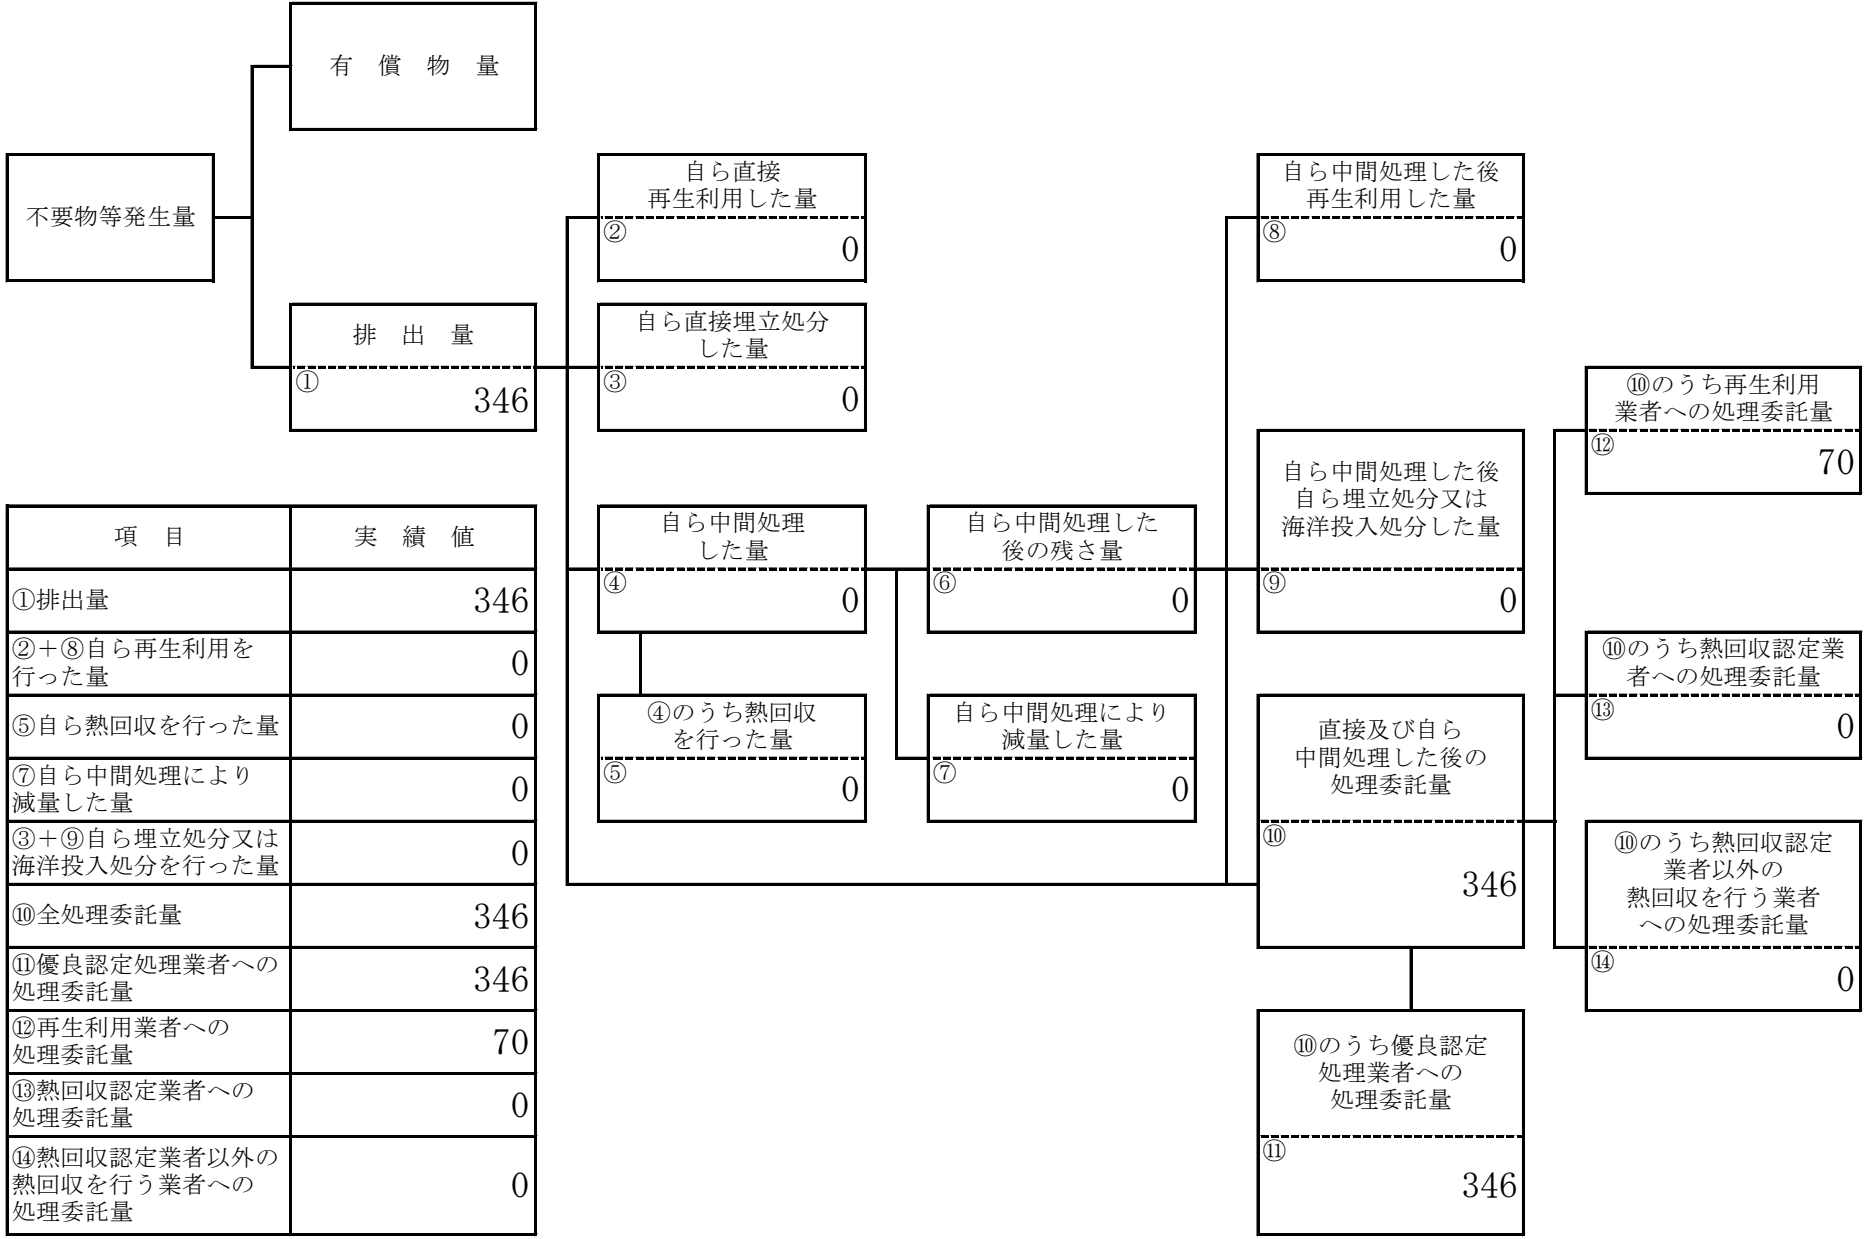 有 償 物 量
不要物等発生量
排 出 量
①
346
自ら直接
再生利用した量
②
0
自ら直接埋立処分
した量
③
0
自ら中間処理
した量
④
0
④のうち熱回収
を行った量
⑤
0
自ら中間処理した
後の残さ量
⑥
0
自ら中間処理により
減量した量
⑦
0
自ら中間処理した後
再生利用した量
⑧
0
自ら中間処理した後
自ら埋立処分又は
海洋投入処分した量
⑨
0
直接及び自ら
中間処理した後の
処理委託量
⑩
346
⑩のうち優良認定
処理業者への
処理委託量
⑪
346
⑩のうち再生利用
業者への処理委託量
⑫
70
⑩のうち熱回収認定業
者への処理委託量
⑬
0
⑩のうち熱回収認定
業者以外の
熱回収を行う業者
への処理委託量
⑭
0
項 目 実 績 値
①排出量 346
②+⑧自ら再生利用を
行った量 0
⑤自ら熱回収を行った量 0
⑦自ら中間処理により
減量した量 0
③+⑨自ら埋立処分又は
海洋投入処分を行った量 0
⑩全処理委託量 346
⑪優良認定処理業者への
処理委託量 346
⑫再生利用業者への
処理委託量 70
⑬熱回収認定業者への
処理委託量 0
⑭熱回収認定業者以外の
熱回収を行う業者への
処理委託量 0